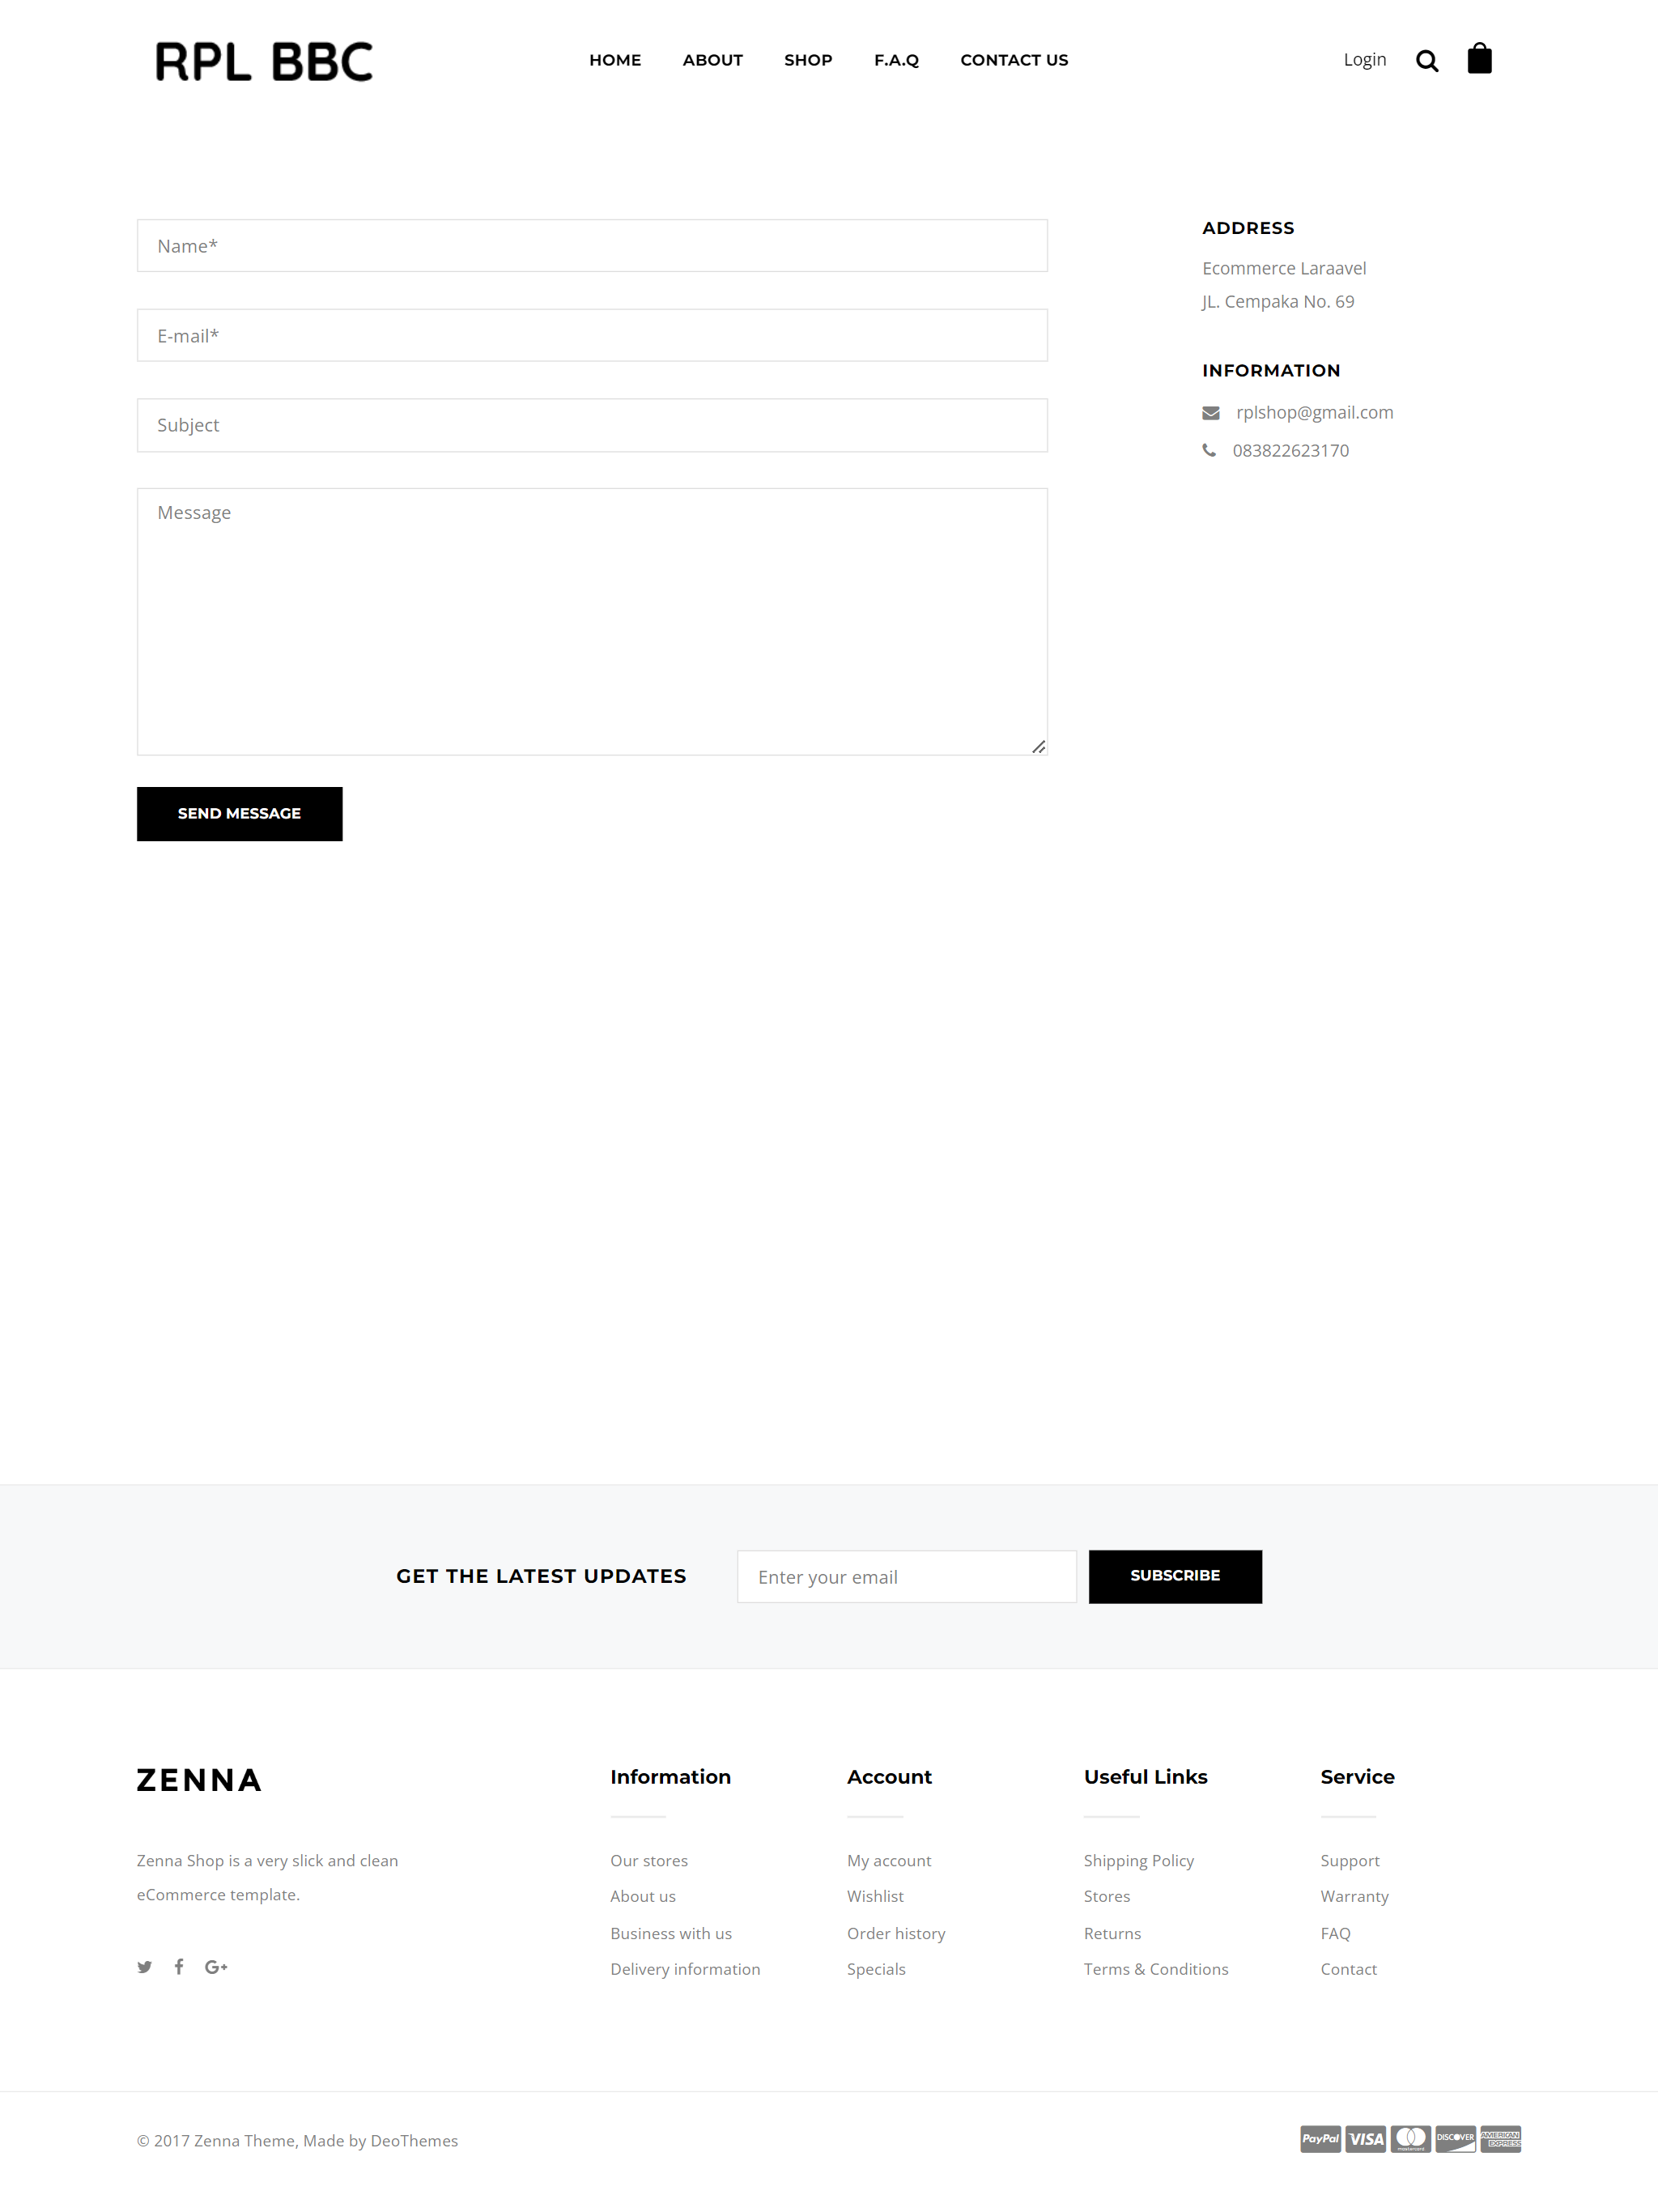 RPL BBC
HOME ABOUT SHOP F.A.Q CONTACT US
Login
Name*
E-mail*
Subject
Message
SEND MESSAGE
ADDRESS
Ecommerce Laraavel
JL. Cempaka No. 69
INFORMATION
rplshop@gmail.com
083822623170
GET THE LATEST UPDATES
Enter your email
SUBSCRIBE
ZENNA
Zenna Shop is a very slick and clean
eCommerce template.
Information
Our stores
About us
Business with us
Delivery information
Account
My account
Wishlist
Order history
Specials
Useful Links
Shipping Policy
Stores
Returns
Terms & Conditions
Service
Support
Warranty
FAQ
Contact
© 2017 Zenna Theme, Made by DeoThemes
PayPal VISA mastercard DISCOVER AMERICAN EXPRESS